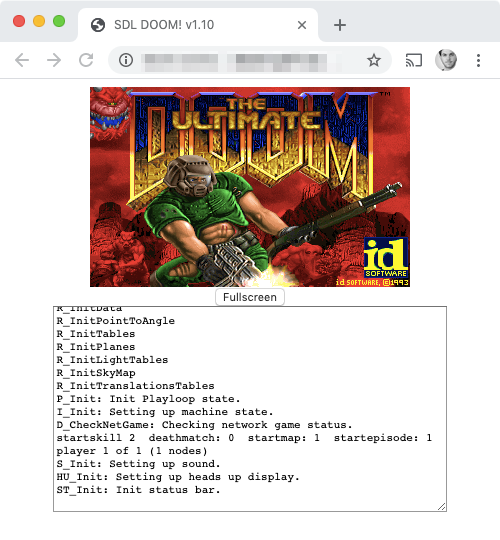 SDL DOOM! v1.10
THE
ULTIMATE
DOOM
TM
id
SOFTWARE
id SOFTWARE, ©1993
Fullscreen
R_InitData
R_InitPointToAngle
R_InitTables
R_InitPlanes
R_InitLightTables
R_InitSkyMap
R_InitTranslationsTables
P_Init: Init Playloop state.
I_Init: Setting up machine state.
D_CheckNetGame: Checking network game status.
startskill 2  deathmatch: 0  startmap: 1  startepisode: 1
player 1 of 1 (1 nodes)
S_Init: Setting up sound.
HU_Init: Setting up heads up display.
ST_Init: Init status bar.